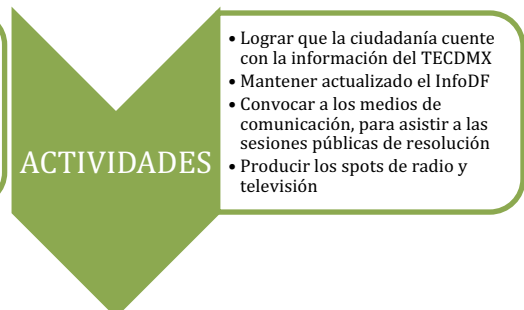 ACTIVIDADES
• Lograr que la ciudadanía cuente
con la información del TECDMX
• Mantener actualizado el InfoDF
• Convocar a los medios de
comunicación, para asistir a las
sesiones públicas de resolución
• Producir los spots de radio y
televisión